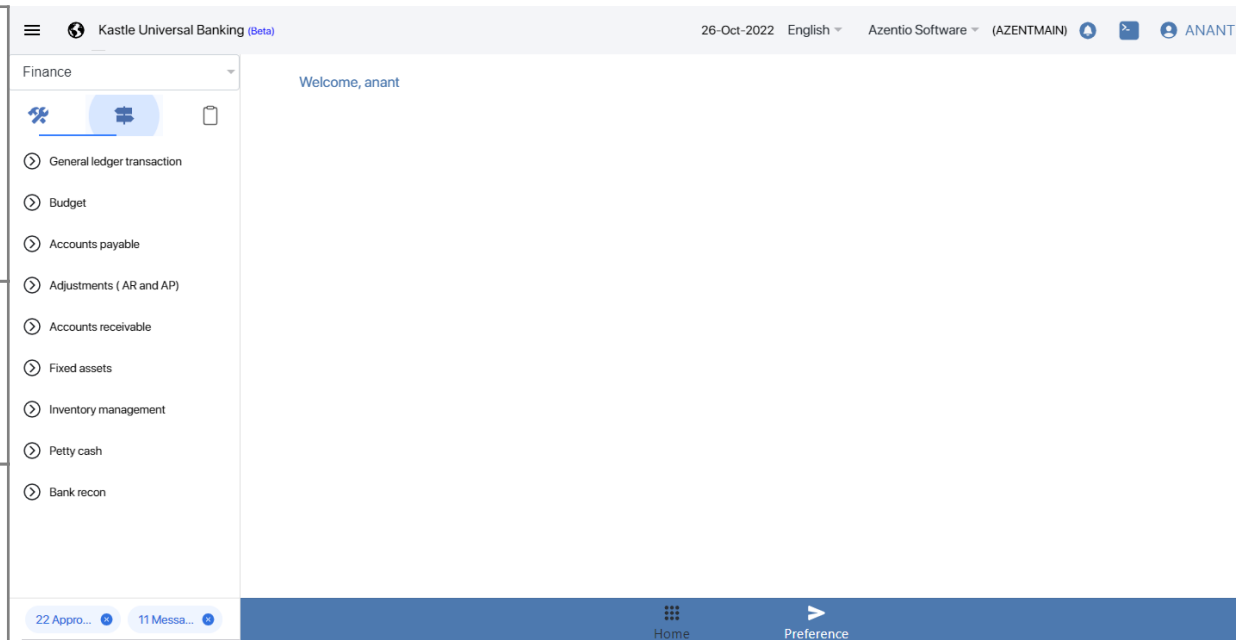 Kastle Universal Banking (Beta) 26-Oct-2022 English Azentio Software (AZENTMAIN) ANANT
Finance
Welcome, anant
General ledger transaction
Budget
Accounts payable
Adjustments ( AR and AP)
Accounts receivable
Fixed assets
Inventory management
Petty cash
Bank recon
22 Appro... 11 Messa...
Home Preference